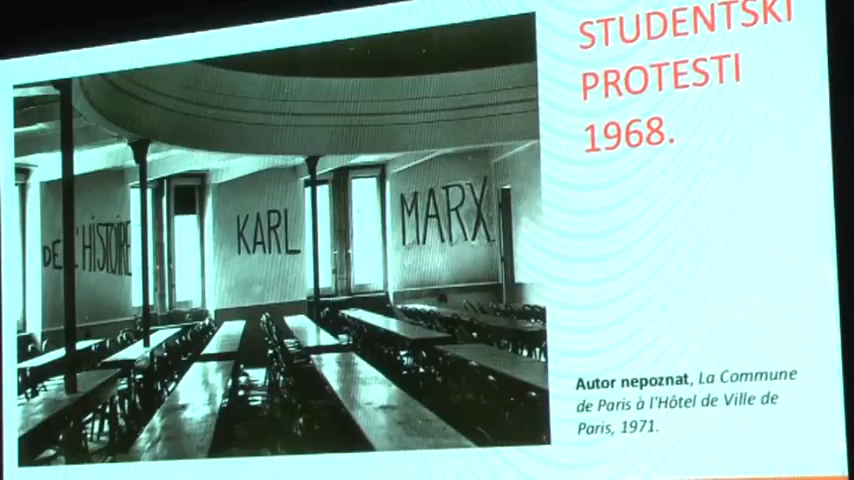 STUDENTSKI
PROTESTI
1968.
DE L'HiSTOIRE
KARL
MARX
Autor nepoznat, La Commune
de Paris à l'Hôtel de Ville de
Paris, 1971.